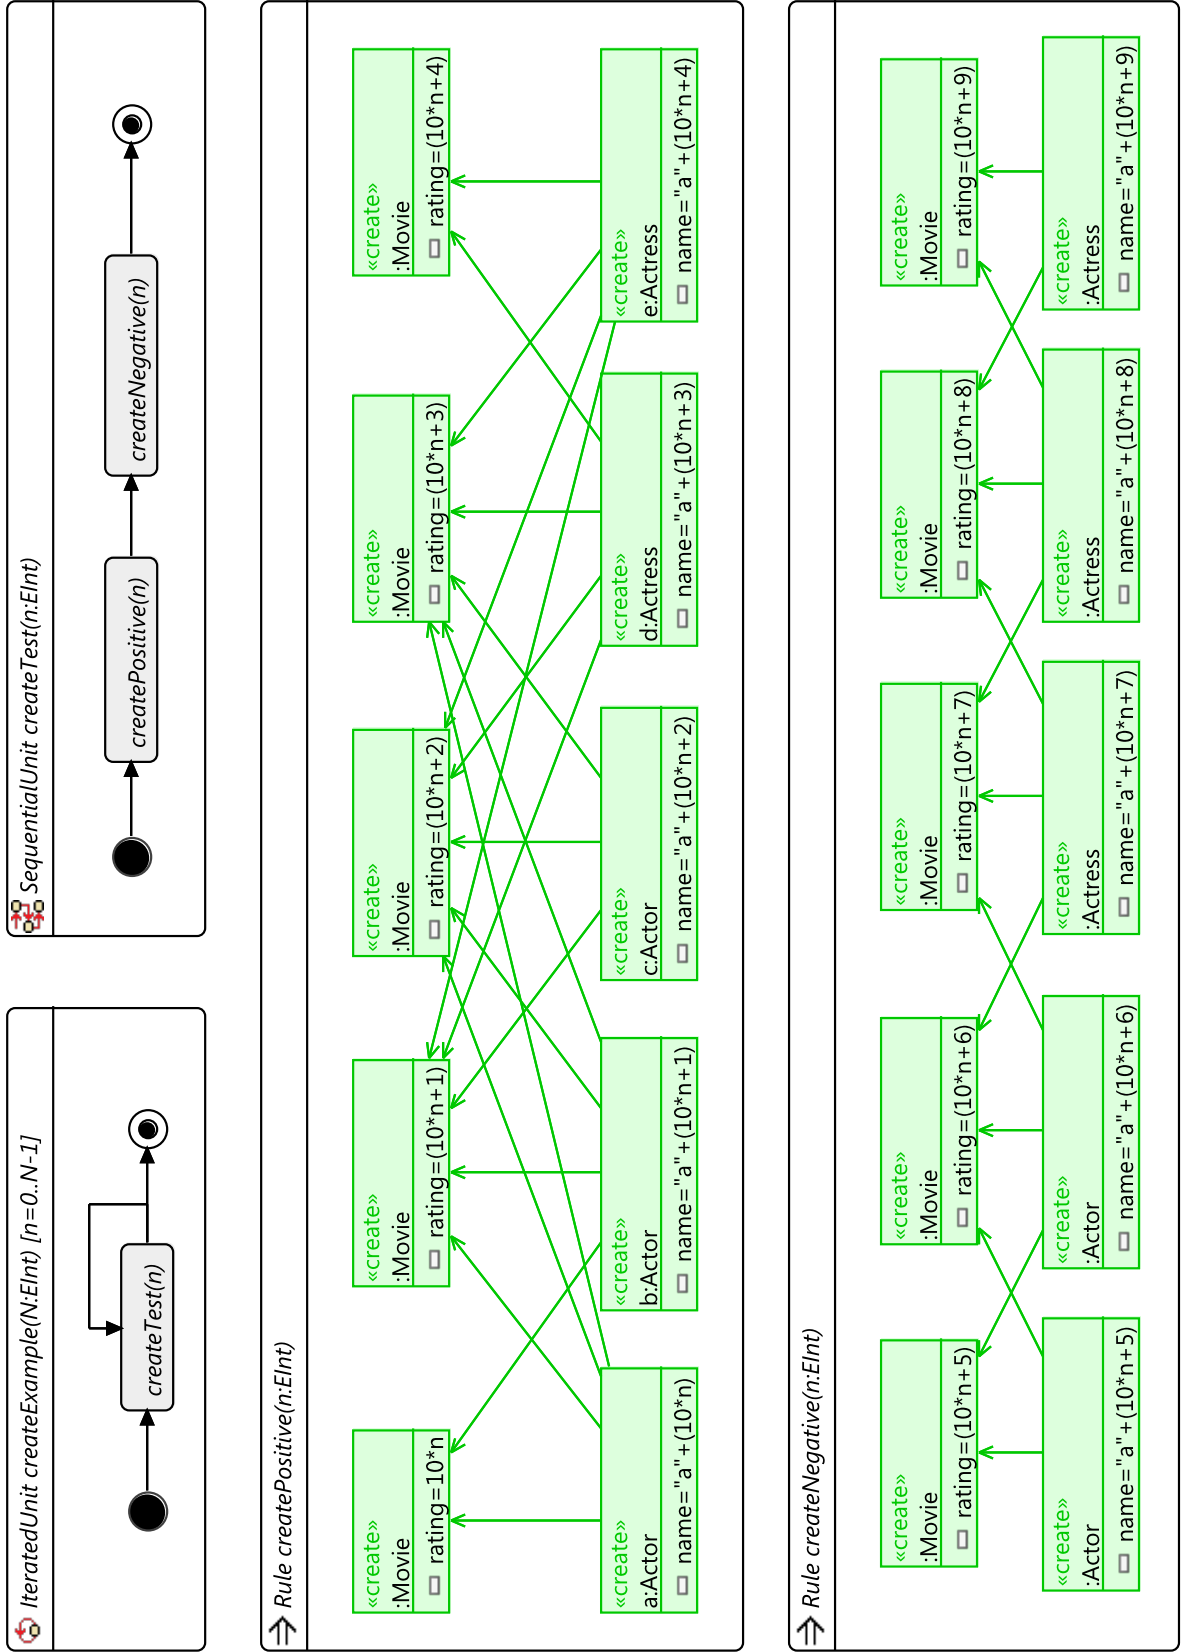 IteratedUnit createExample(N:EInt) [n=0..N-1]
createTest(n)
SequentialUnit createTest(n:EInt)
createPositive(n)
createNegative(n)
Rule createPositive(n:EInt)
«create»
:Movie
rating=10*n
«create»
:Movie
rating=(10*n+1)
«create»
:Movie
rating=(10*n+2)
«create»
:Movie
rating=(10*n+3)
«create»
:Movie
rating=(10*n+4)
«create»
a:Actor
name="a"+(10*n)
«create»
b:Actor
name="a"+(10*n+1)
«create»
c:Actor
name="a"+(10*n+2)
«create»
d:Actress
name="a"+(10*n+3)
«create»
e:Actress
name="a"+(10*n+4)
Rule createNegative(n:EInt)
«create»
:Movie
rating=(10*n+5)
«create»
:Movie
rating=(10*n+6)
«create»
:Movie
rating=(10*n+7)
«create»
:Movie
rating=(10*n+8)
«create»
:Movie
rating=(10*n+9)
«create»
:Actor
name="a"+(10*n+5)
«create»
:Actor
name="a"+(10*n+6)
«create»
:Actress
name="a"+(10*n+7)
«create»
:Actress
name="a"+(10*n+8)
«create»
:Actress
name="a"+(10*n+9)